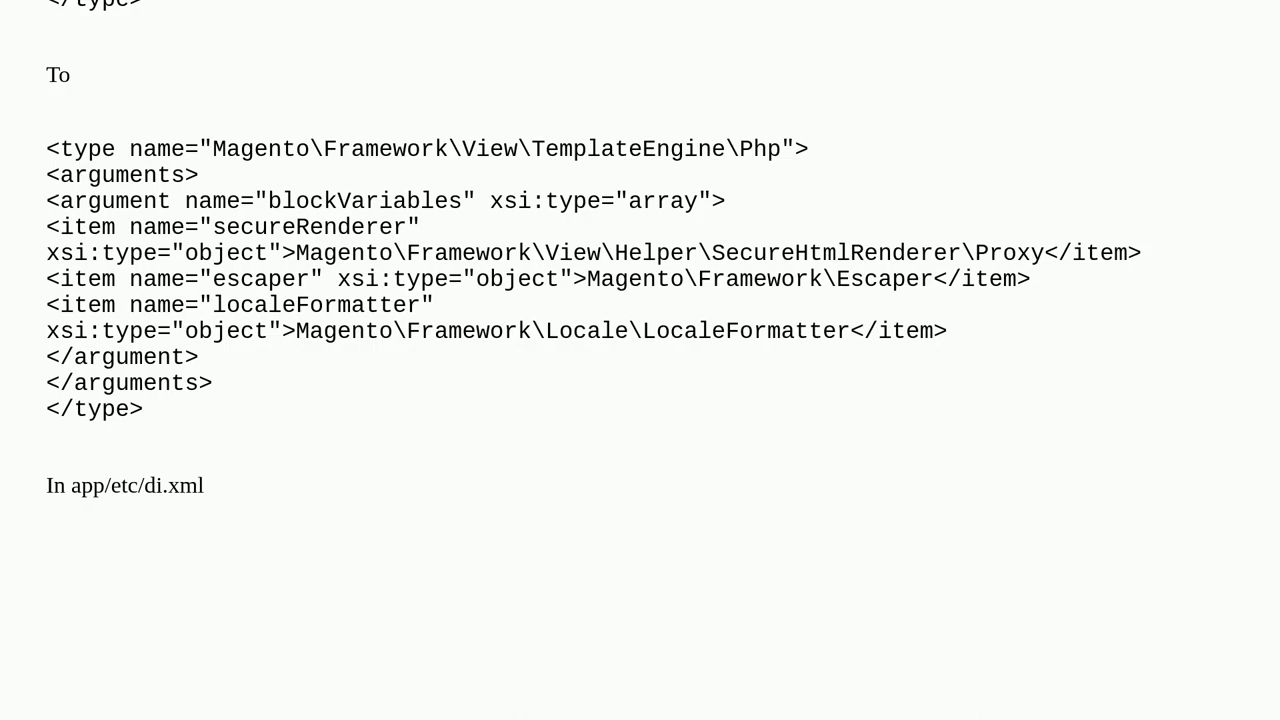 </type>
To
<type name="Magento\Framework\View\TemplateEngine\Php">
<arguments>
<argument name="blockVariables" xsi:type="array">
<item name="secureRenderer"
xsi:type="object">Magento\Framework\View\Helper\SecureHtmlRenderer\Proxy</item>
<item name="escaper" xsi:type="object">Magento\Framework\Escaper</item>
<item name="localeFormatter"
xsi:type="object">Magento\Framework\Locale\LocaleFormatter</item>
</argument>
</arguments>
</type>
In app/etc/di.xml